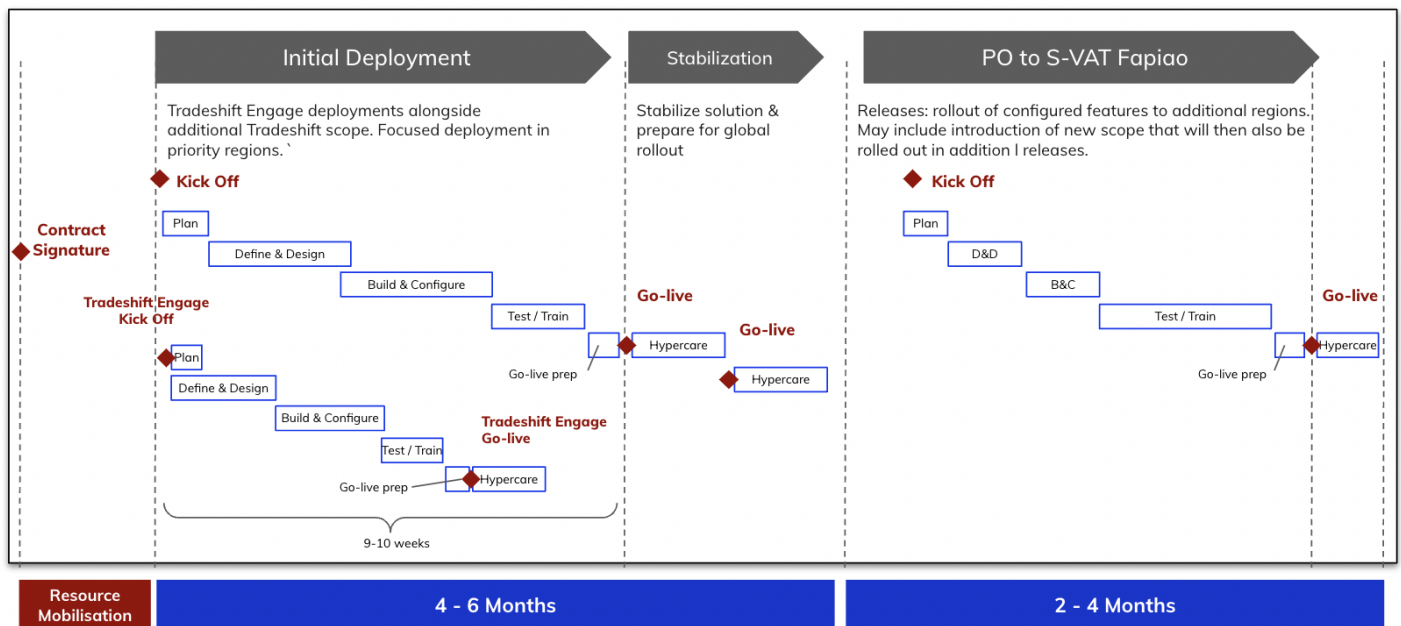 Initial Deployment
Stabilization
PO to S-VAT Fapiao
Tradeshift Engage deployments alongside
additional Tradeshift scope. Focused deployment in
priority regions. `
Stabilize solution &
prepare for global
rollout
Releases: rollout of configured features to additional regions.
May include introduction of new scope that will then also be
rolled out in addition l releases.
Kick Off
Kick Off
Contract
Signature
Plan
Define & Design
Build & Configure
Test / Train
Go-live prep
Go-live
Hypercare
Go-live
Hypercare
Tradeshift Engage
Kick Off
Plan
Define & Design
Build & Configure
Test / Train
Go-live prep
Tradeshift Engage
Go-live
Hypercare
9-10 weeks
Plan
D&D
B&C
Test / Train
Go-live prep
Go-live
Hypercare
Resource
Mobilisation
4 - 6 Months
2 - 4 Months